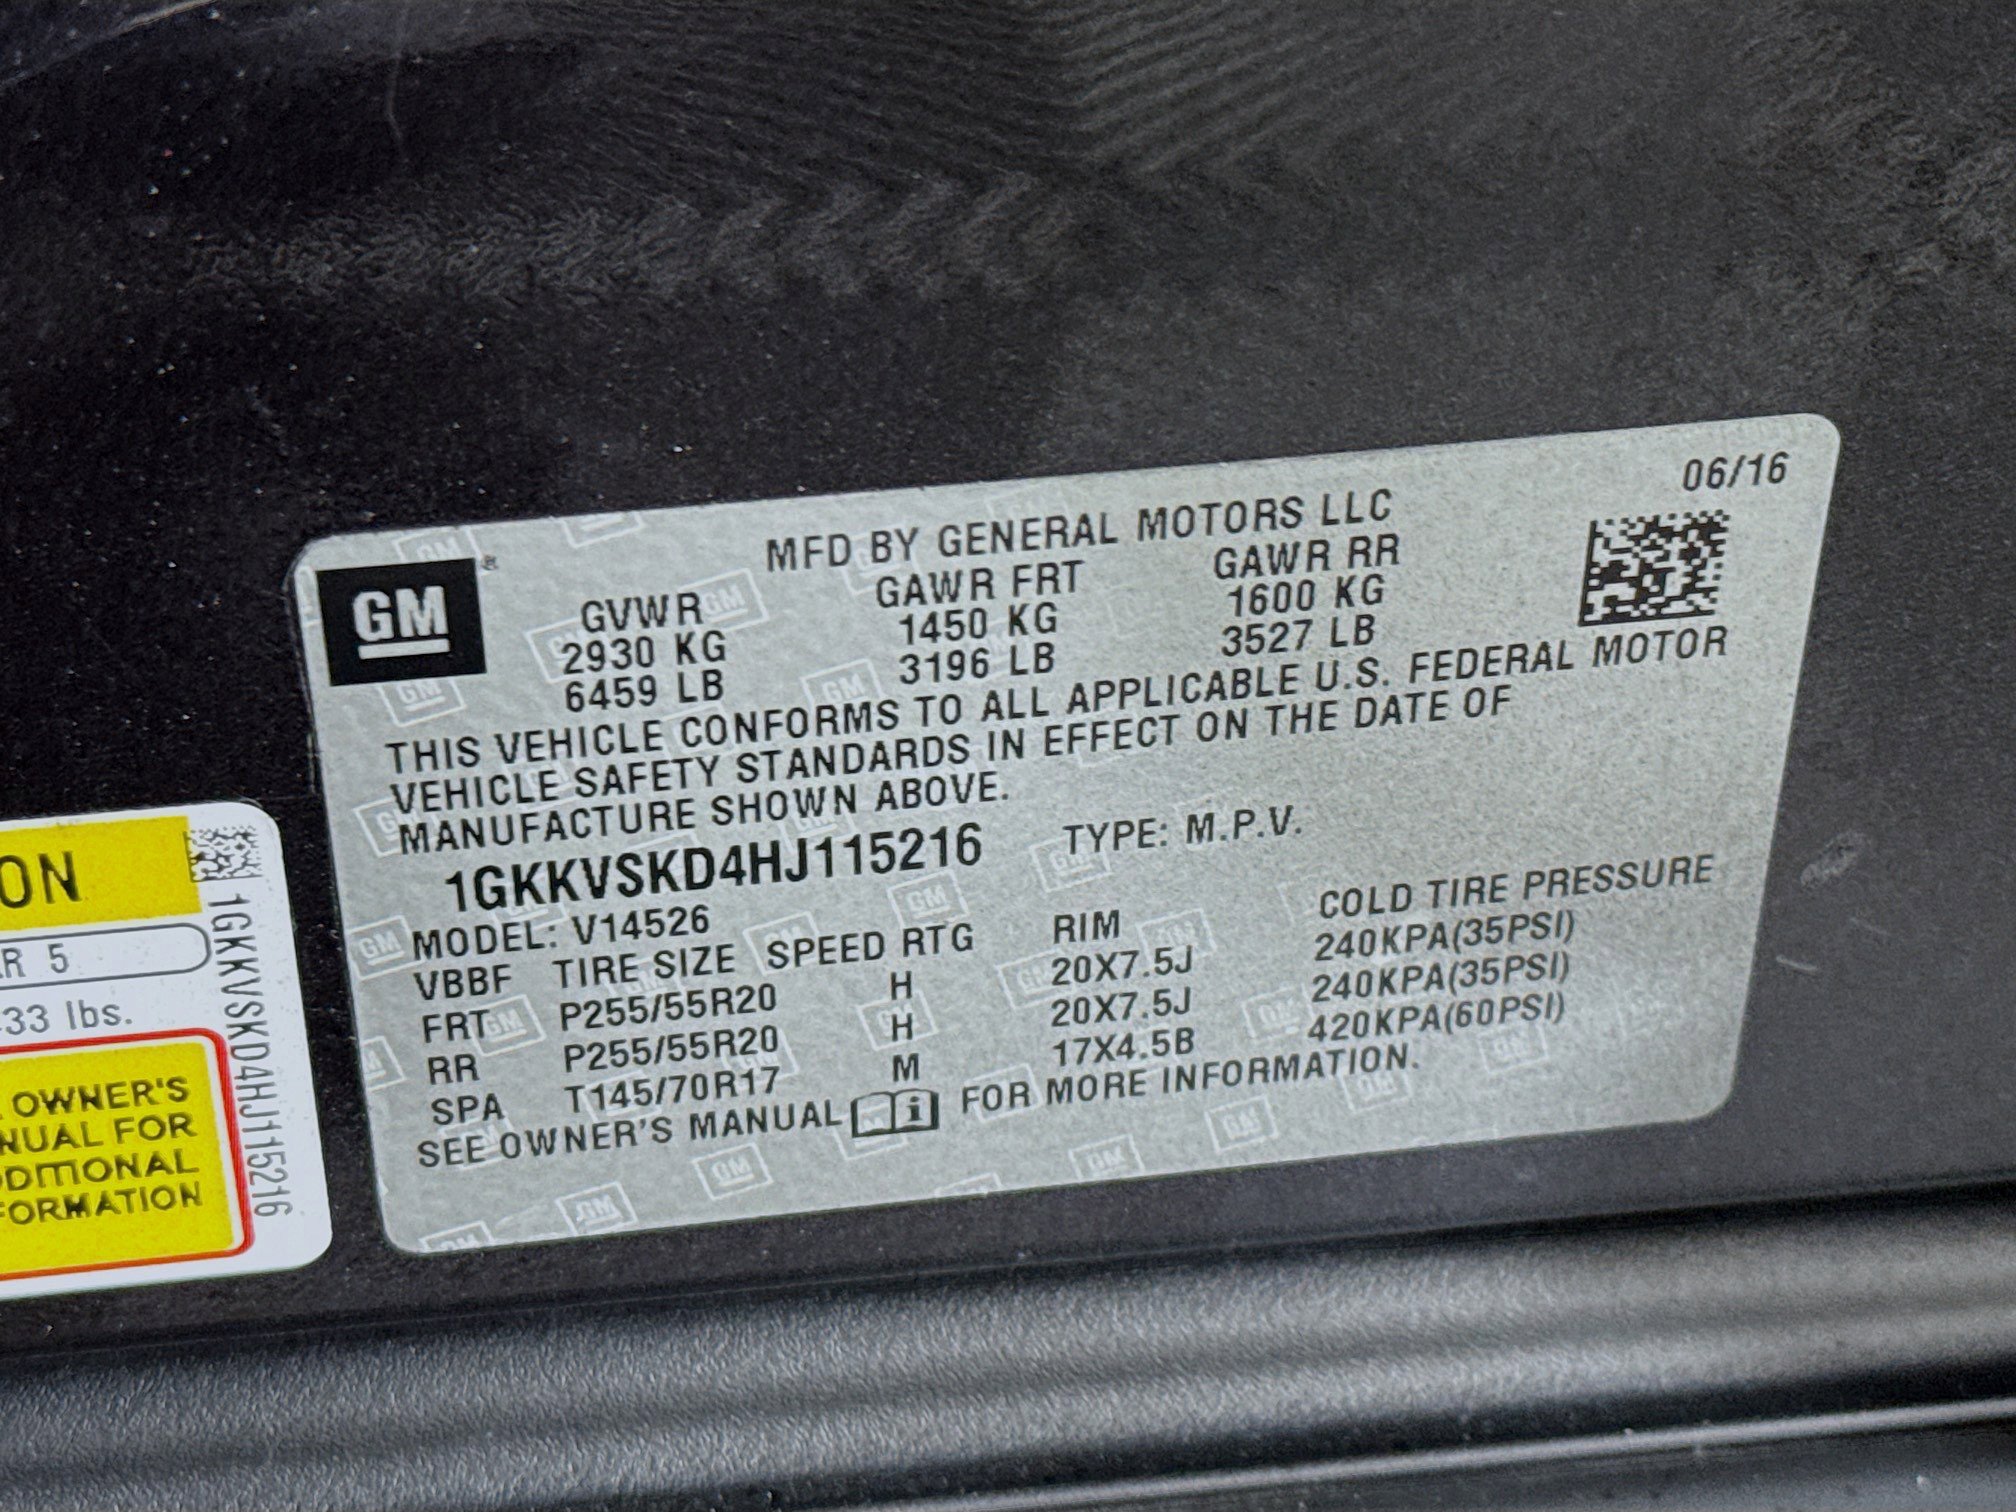 06/16
MFD BY GENERAL MOTORS LLC
GM
GVWR GAWR FRT GAWR RR
2930 KG 1450 KG 1600 KG
6459 LB 3196 LB 3527 LB
THIS VEHICLE CONFORMS TO ALL APPLICABLE U.S. FEDERAL MOTOR
VEHICLE SAFETY STANDARDS IN EFFECT ON THE DATE OF
MANUFACTURE SHOWN ABOVE.
1GKKVSKD4HJ115216 TYPE: M.P.V.
MODEL: V14526
VBBF TIRE SIZE SPEED RTG RIM COLD TIRE PRESSURE
FRT P255/55R20 H 20X7.5J 240KPA(35PSI)
RR P255/55R20 H 20X7.5J 240KPA(35PSI)
SPA T145/70R17 M 17X4.5B 420KPA(60PSI)
SEE OWNER'S MANUAL i FOR MORE INFORMATION.
ON
R 5
33 lbs.
OWNER'S
NUAL FOR
DDITIONAL
FORMATION
1GKKVSKD4HJ115216